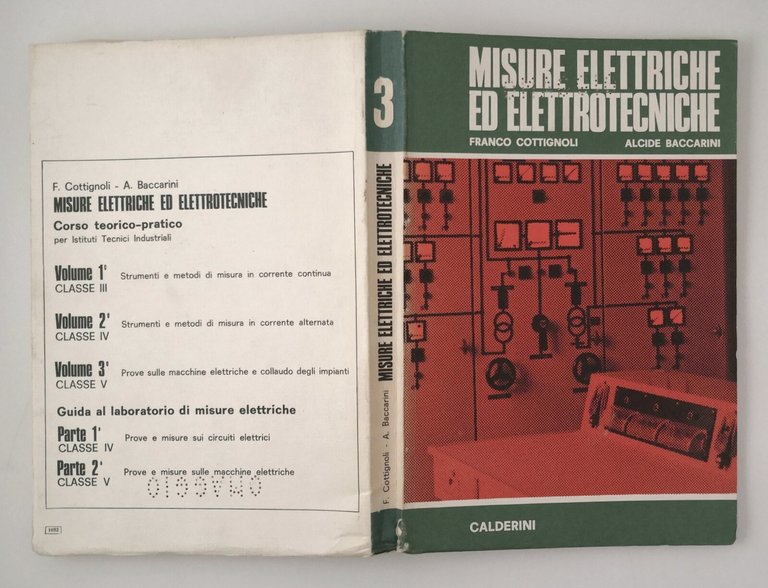 F. Cottignoli - A. Baccarini
MISURE ELETTRICHE ED ELETTROTECNICHE
Corso teorico-pratico
per Istituti Tecnici Industriali
Volume 1°
Strumenti e metodi di misura in corrente continua
CLASSE III
Volume 2°
Strumenti e metodi di misura in corrente alternata
CLASSE IV
Volume 3°
Prove sulle macchine elettriche e collaudo degli impianti
CLASSE V
Guida al laboratorio di misure elettriche
Parte 1°
Prove e misure sui circuiti elettrici
CLASSE IV
Parte 2°
Prove e misure sulle macchine elettriche
CLASSE V
3
MISURE ELETTRICHE ED ELETTROTECNICHE
F. Cottignoli - A. Baccarini
MISURE ELETTRICHE
ED ELETTROTECNICHE
FRANCO COTTIGNOLI
ALCIDE BACCARINI
CALDERINI